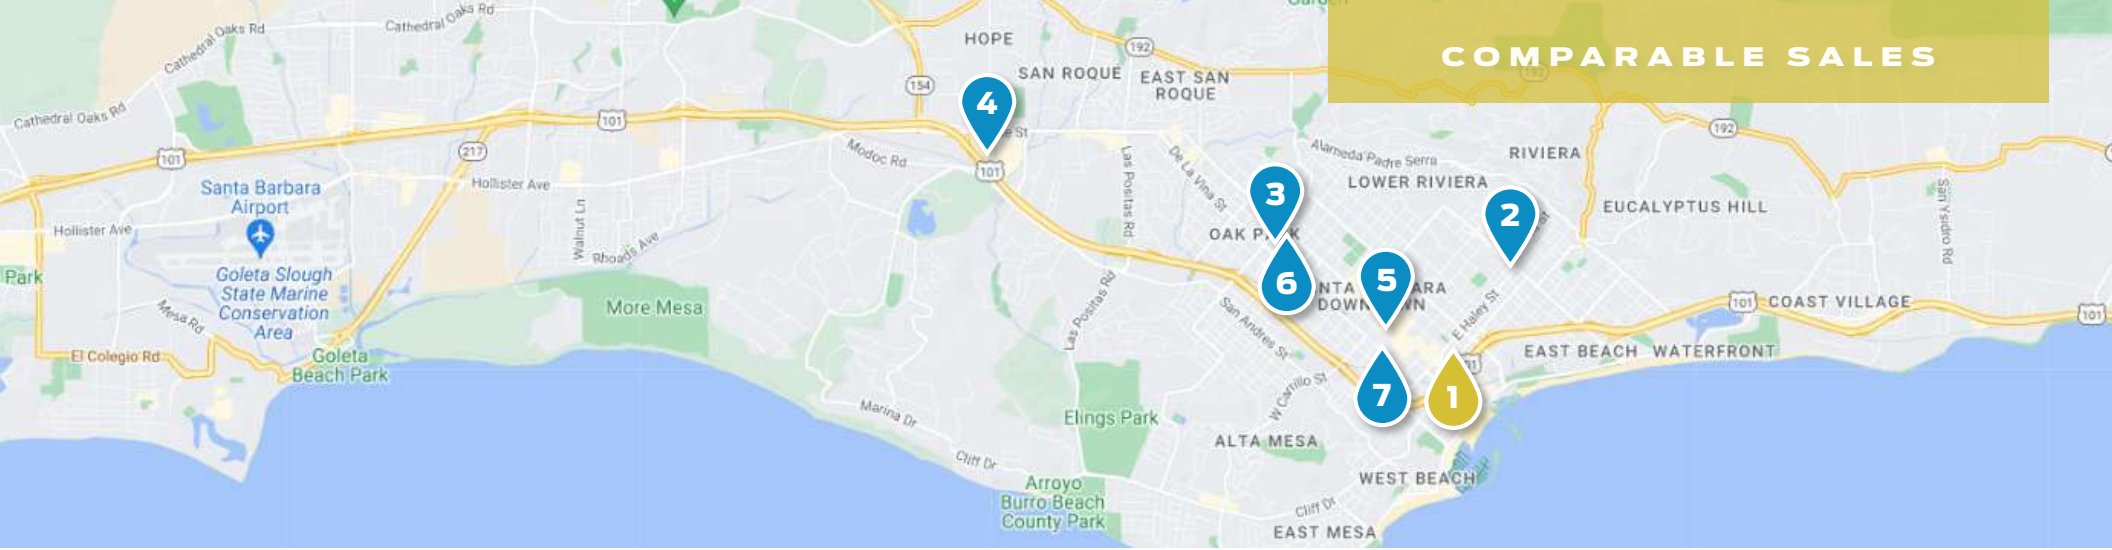 COMPARABLE SALES
Cathedral Oaks Rd
Cathedral Oaks Rd
HOPE
192
SAN ROQUE
EAST SAN
ROQUE
192
154
4
Cathedral Oaks Rd
101
101
217
192
Modoc Rd
101
Las Positas Rd
De La Vina St
Alameda Padre Serra
RIVIERA
LOWER RIVIERA
Santa Barbara
Airport
Hollister Ave
Walnut Ln
3
2
EUCALYPTUS HILL
San Ysidro Rd
Hollister Ave
Rhoads Ave
OAK
Park
Goleta Slough
State Marine
Conservation
Area
Mesa Rd
More Mesa
Las Positas Rd
San Andres St
6
5
DOWN
E Haley St
101
COAST VILLAGE
101
El Colegio Rd
Goleta
Beach Park
EAST BEACH
WATERFRONT
7
1
W Carrillo St
Marina Dr
Elings Park
ALTA MESA
Cliff Dr
WEST BEACH
Arroyo
Burro Beach
County Park
Cliff Dr
EAST MESA